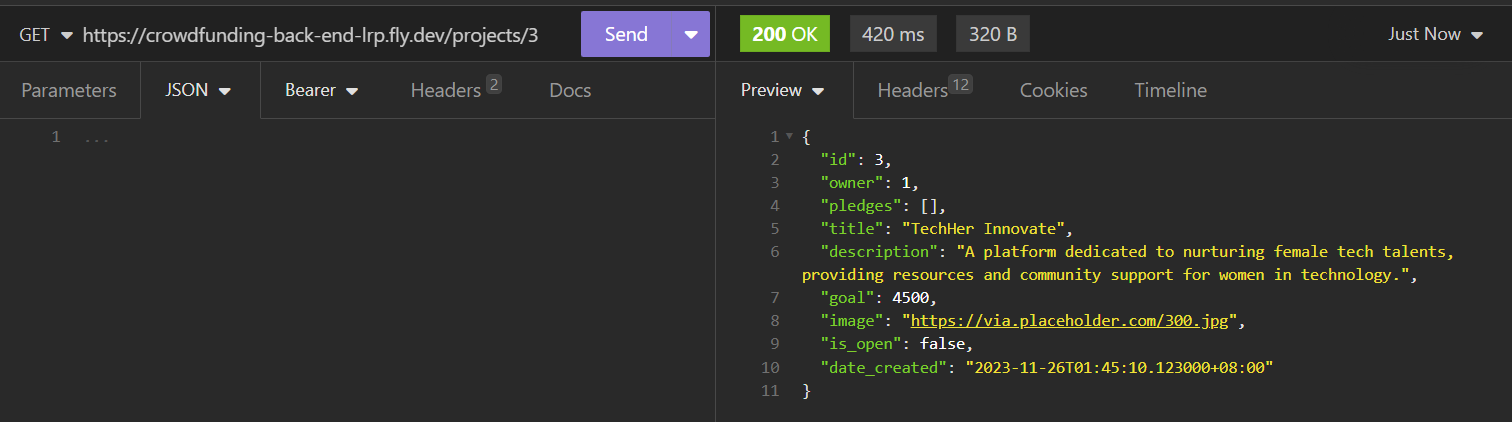 GET https://crowdfunding-back-end-lrp.fly.dev/projects/3 Send 200 OK 420 ms 320 B Just Now
Parameters JSON Bearer Headers 2 Docs Preview Headers 12 Cookies Timeline
1 ...
1 {
2 "id": 3,
3 "owner": 1,
4 "pledges": [],
5 "title": "TechHer Innovate",
6 "description": "A platform dedicated to nurturing female tech talents,
providing resources and community support for women in technology.",
7 "goal": 4500,
8 "image": "https://via.placeholder.com/300.jpg",
9 "is_open": false,
10 "date_created": "2023-11-26T01:45:10.123000+08:00"
11 }